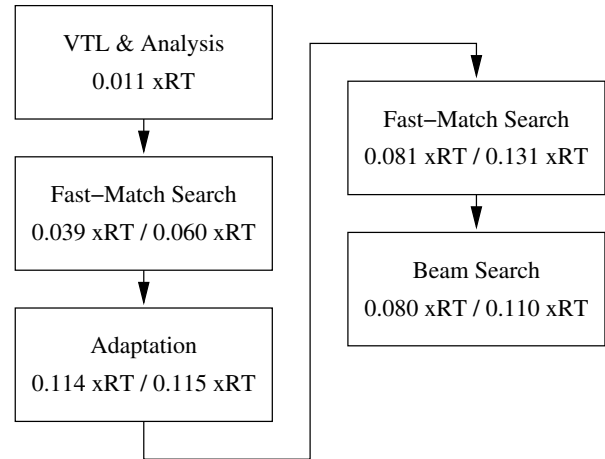 VTL & Analysis
0.011 xRT
Fast−Match Search
0.039 xRT / 0.060 xRT
Adaptation
0.114 xRT / 0.115 xRT
Fast−Match Search
0.081 xRT / 0.131 xRT
Beam Search
0.080 xRT / 0.110 xRT